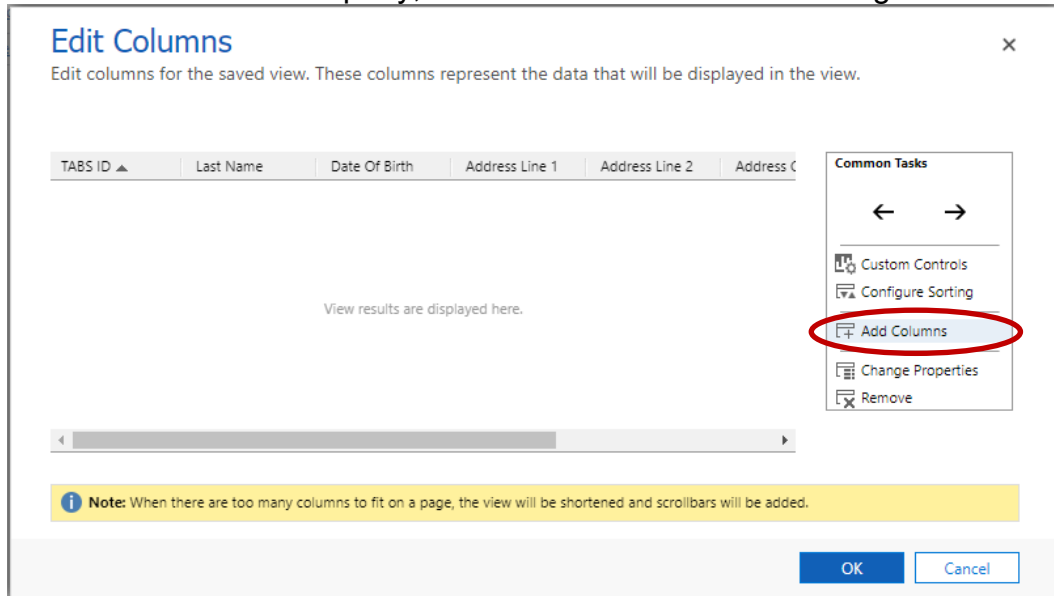 Edit Columns
Edit columns for the saved view. These columns represent the data that will be displayed in the view.
TABS ID Last Name Date Of Birth Address Line 1 Address Line 2 Address
Common Tasks
Custom Controls
Configure Sorting
View results are displayed here.
Add Columns
Change Properties
Remove
Note: When there are too many columns to fit on a page, the view will be shortened and scrollbars will be added.
OK Cancel